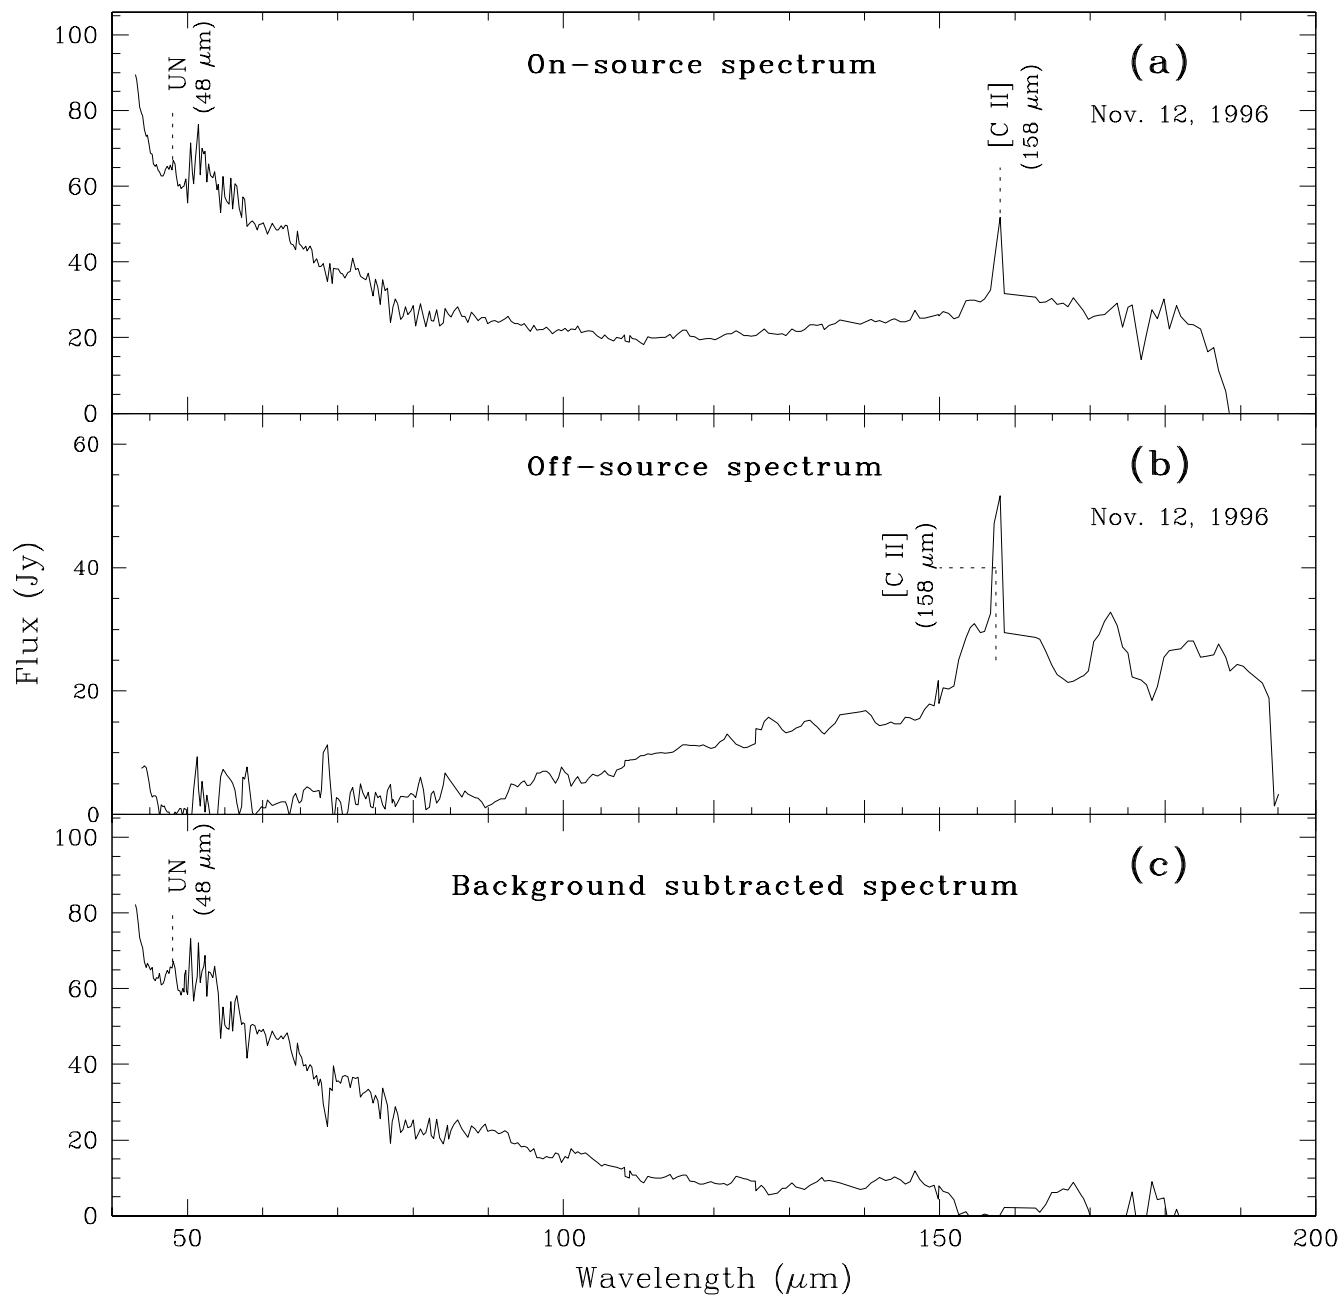 100
80
60
40
20
0
UN
(48 μm)
On-source spectrum
[C II]
(158 μm)
(a)
Nov. 12, 1996
60
40
20
0
Off-source spectrum
[C II]
(158 μm)
(b)
Nov. 12, 1996
Flux (Jy)
100
80
60
40
20
0
UN
(48 μm)
Background subtracted spectrum
(c)
50 100 150 200
Wavelength (μm)